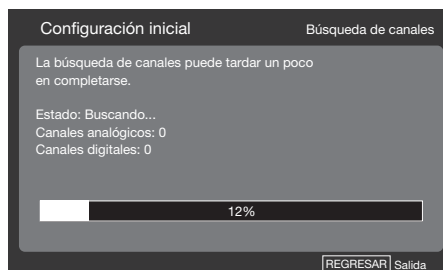 Configuración inicial
Búsqueda de canales
La búsqueda de canales puede tardar un poco
en completarse.
Estado: Buscando...
Canales analógicos: 0
Canales digitales: 0
12%
REGRESAR Salida